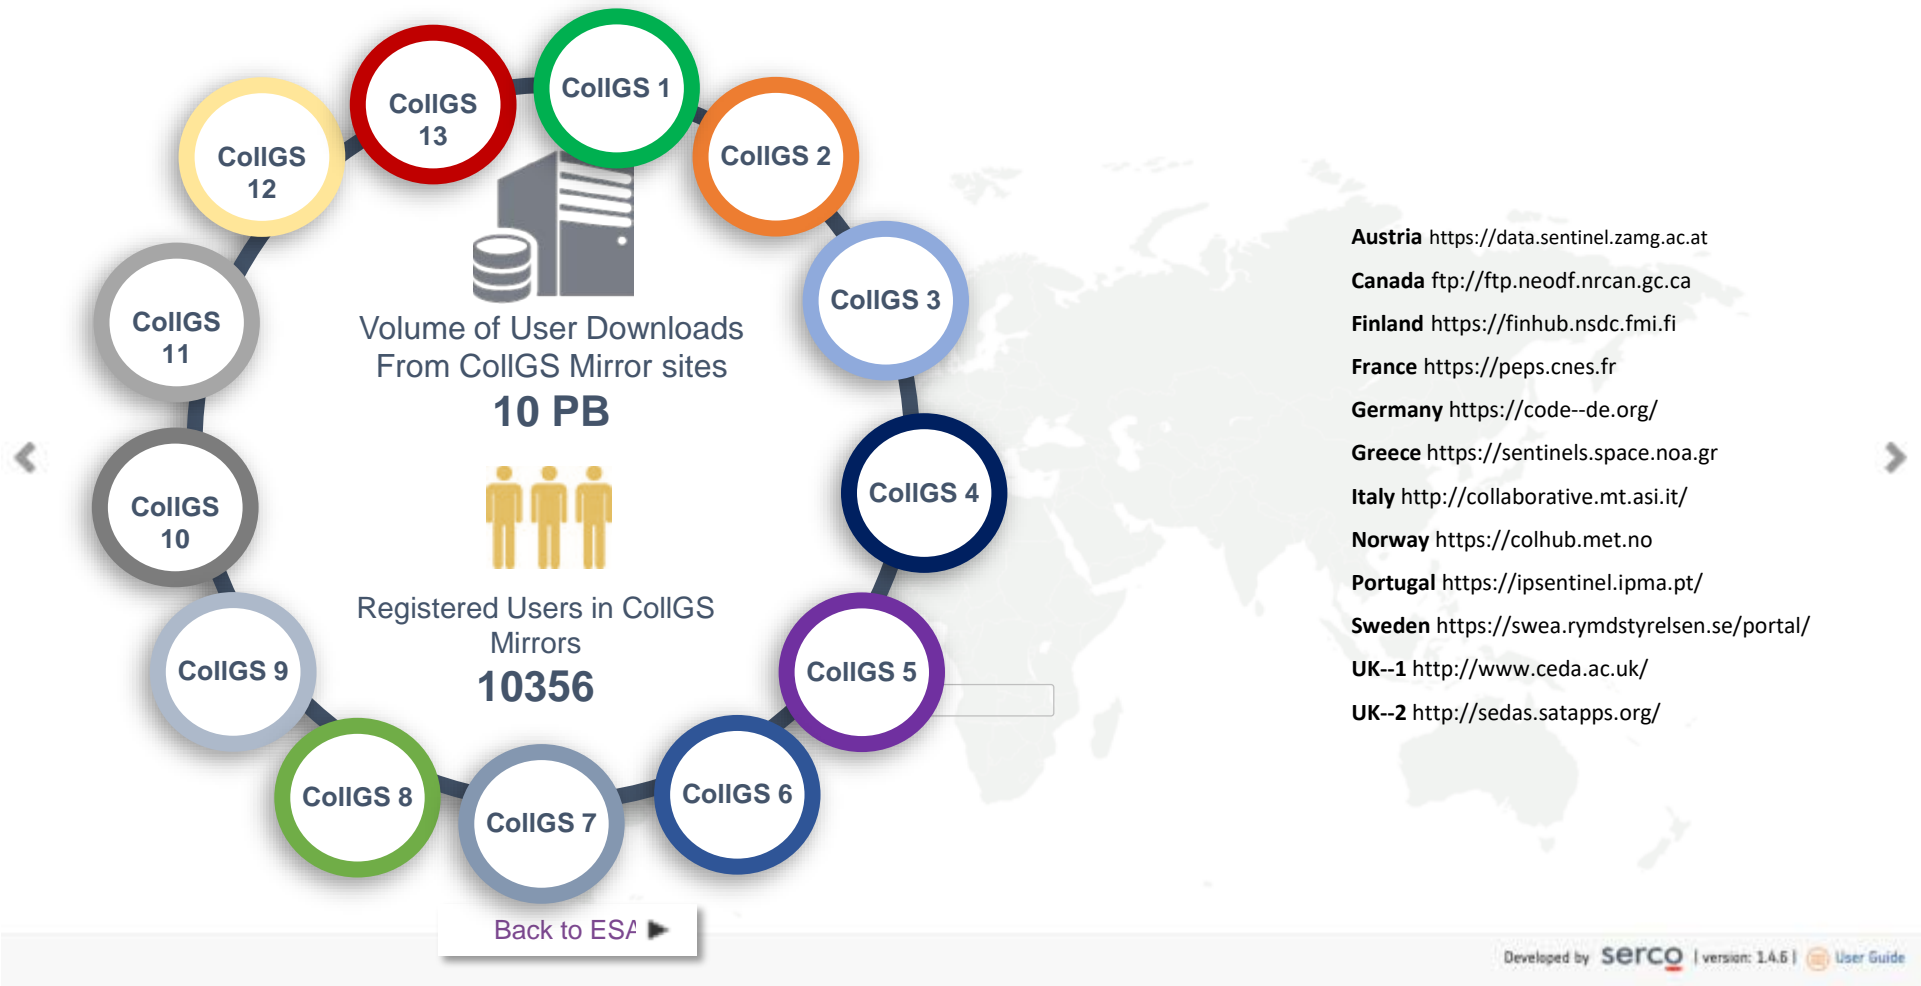 CollGS 1
CollGS 2
CollGS 3
CollGS 4
CollGS 5
CollGS 6
CollGS 7
CollGS 8
CollGS 9
CollGS
10
CollGS
11
CollGS
12
CollGS
13
Volume of User Downloads
From CollGS Mirror sites
10 PB
Registered Users in CollGS
Mirrors
10356
Back to ESA
Austria https://data.sentinel.zamg.ac.at
Canada ftp://ftp.neodf.nrcan.gc.ca
Finland https://finhub.nsdc.fmi.fi
France https://peps.cnes.fr
Germany https://code--de.org/
Greece https://sentinels.space.noa.gr
Italy http://collaborative.mt.asi.it/
Norway https://colhub.met.no
Portugal https://ipsentinel.ipma.pt/
Sweden https://swea.rymdstyrelsen.se/portal/
UK--1 http://www.ceda.ac.uk/
UK--2 http://sedas.satapps.org/
Developed by serco | version: 1.4.6 | User Guide